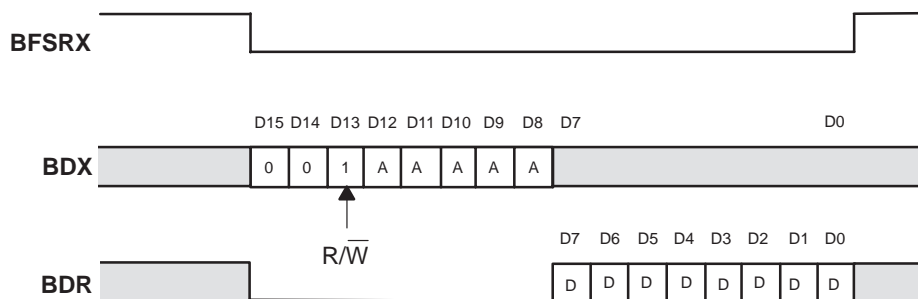 BFSRX
D15 D14 D13 D12 D11 D10 D9 D8 D7 D0
BDX 0 0 1 A A A A A
R/W̅
D7 D6 D5 D4 D3 D2 D1 D0
BDR D D D D D D D D